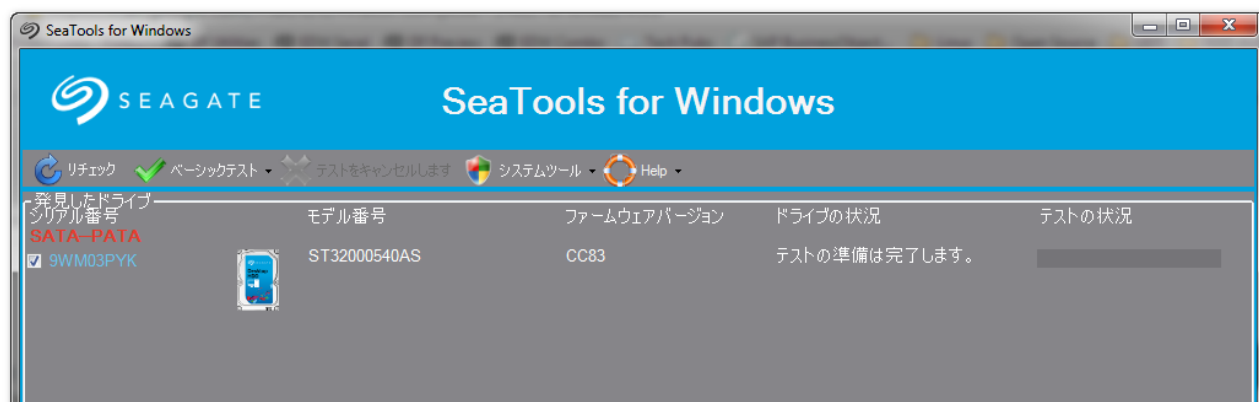 SeaTools for Windows
SEAGATE
SeaTools for Windows
リチェック ベーシックテスト テストをキャンセルします システムツール Help
発見したドライブ
シリアル番号 モデル番号 ファームウェアバージョン ドライブの状況 テストの状況
SATA—PATA
9WM03PYK ST32000540AS CC83 テストの準備は完了します。